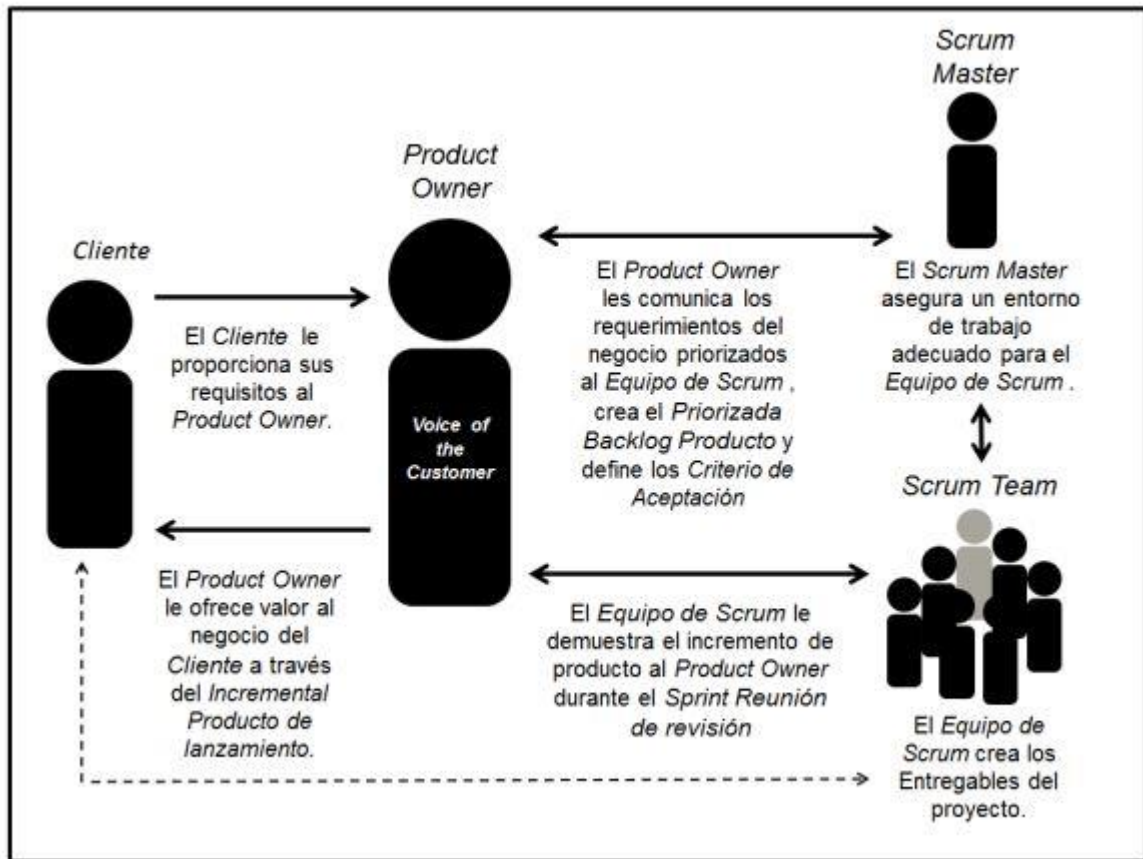 Scrum
Master
Product
Owner
Cliente
El Cliente le
proporciona sus
requisitos al
Product Owner.
Voice of
the
Customer
El Product Owner
les comunica los
requerimientos del
negocio priorizados
al Equipo de Scrum ,
crea el Priorizada
Backlog Producto y
define los Criterio de
Aceptación
El Scrum Master
asegura un entorno
de trabajo
adecuado para el
Equipo de Scrum .
Scrum Team
El Product Owner
le ofrece valor al
negocio del
Cliente a través
del Incremental
Producto de
lanzamiento.
El Equipo de Scrum le
demuestra el incremento de
producto al Product Owner
durante el Sprint Reunión
de revisión
El Equipo de
Scrum crea los
Entregables del
proyecto.